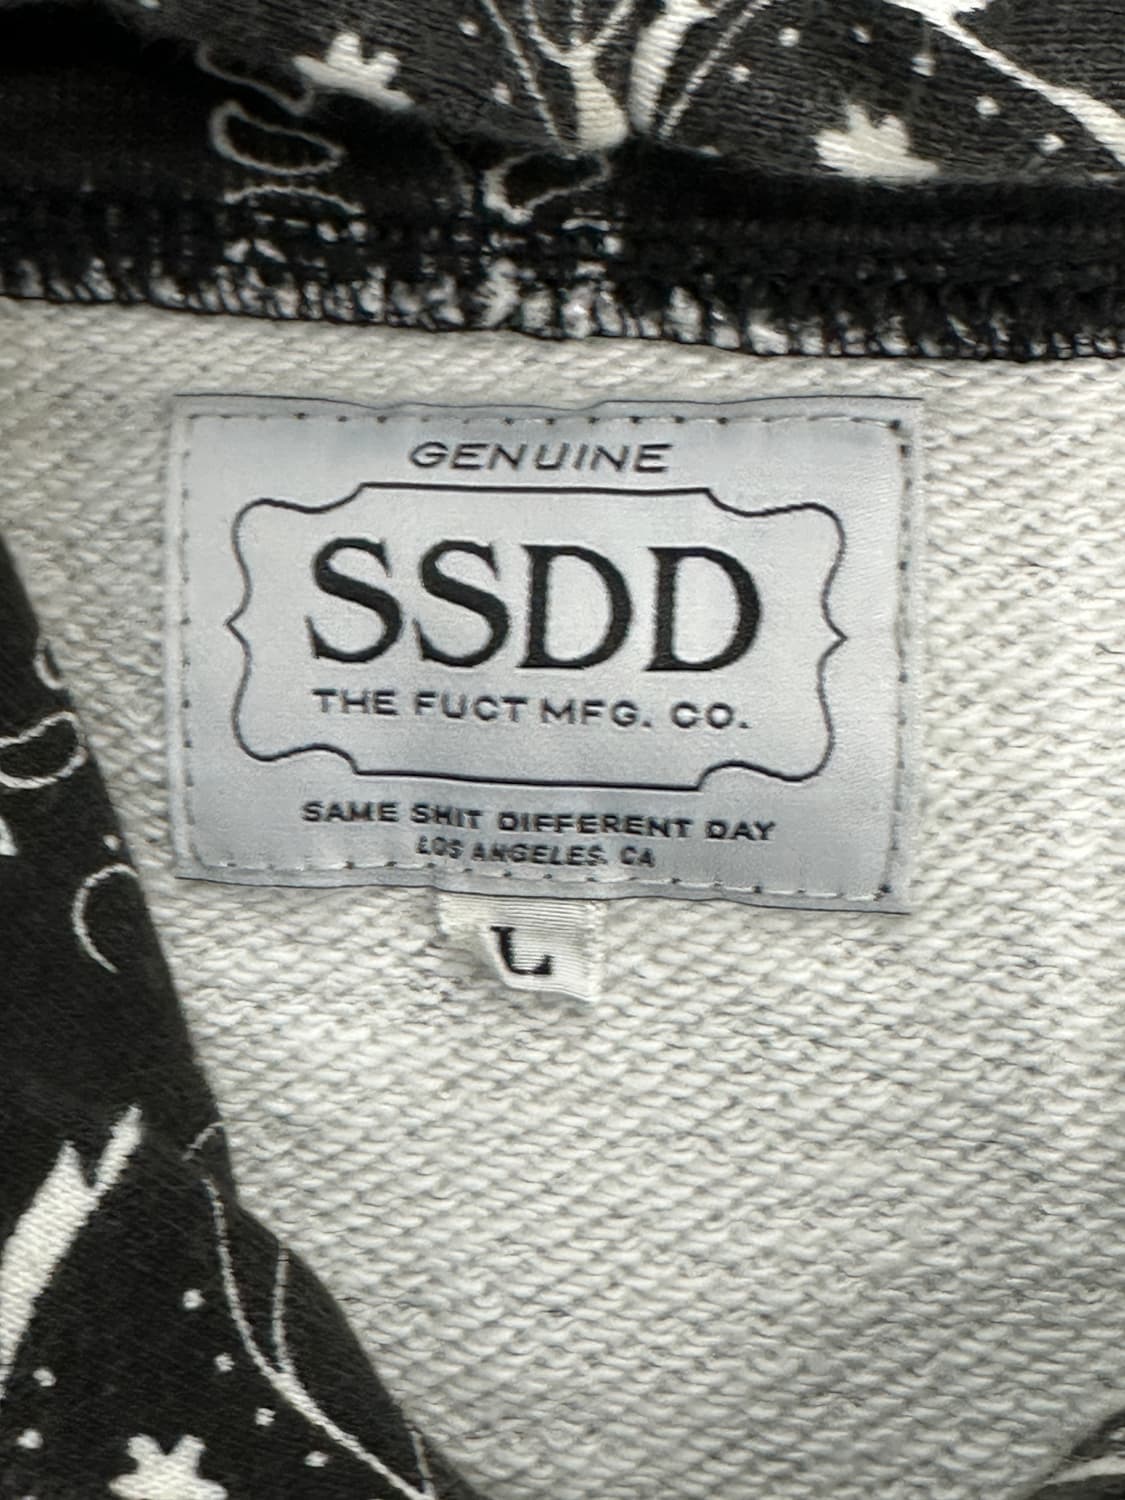 GENUINE
SSDD
THE FUCT MFG. CO.
SAME SHIT DIFFERENT DAY
LOS ANGELES, CA
L